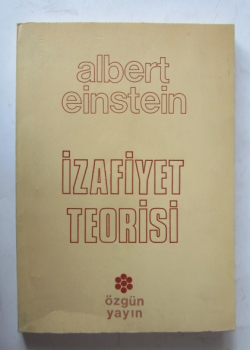 albert
einstein
İZAFİYET
TEORİSİ
özgün
yayın